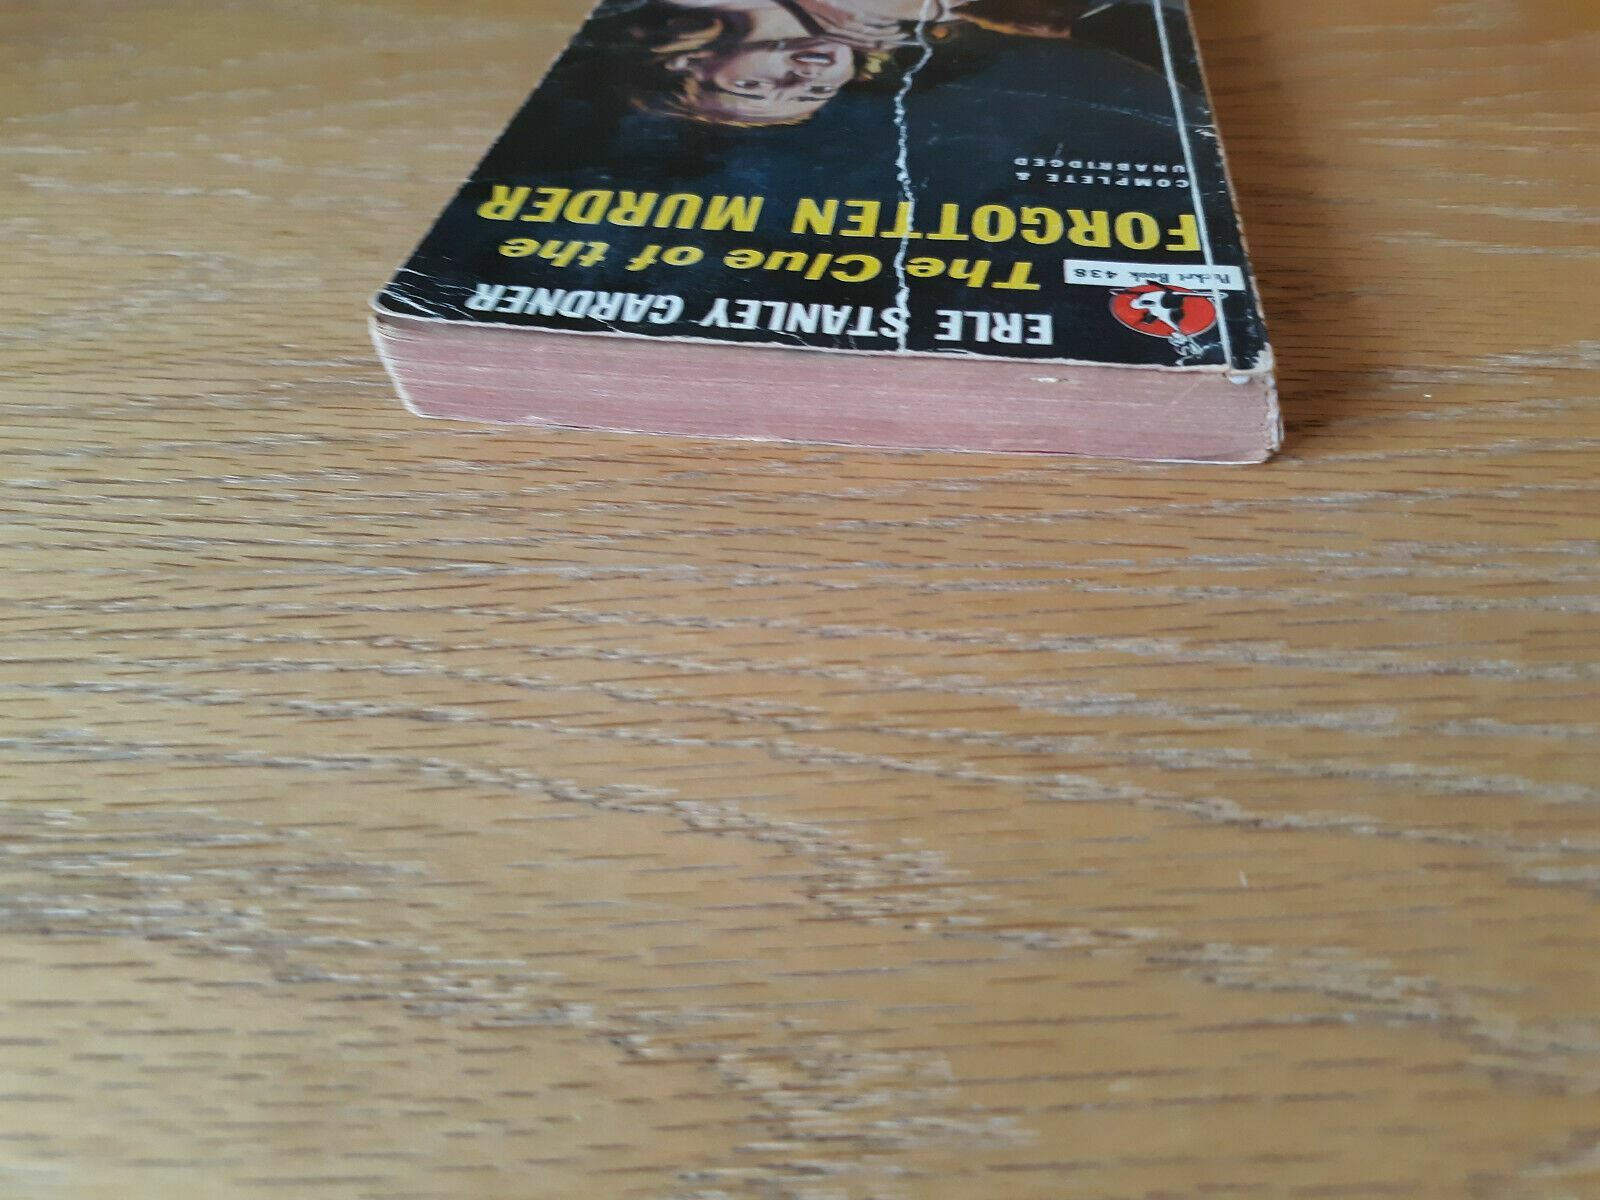 ERLE STANLEY GARDNER
Pocket Book 438
The Clue of the
FORGOTTEN MURDER
COMPLETE &
UNABRIDGED